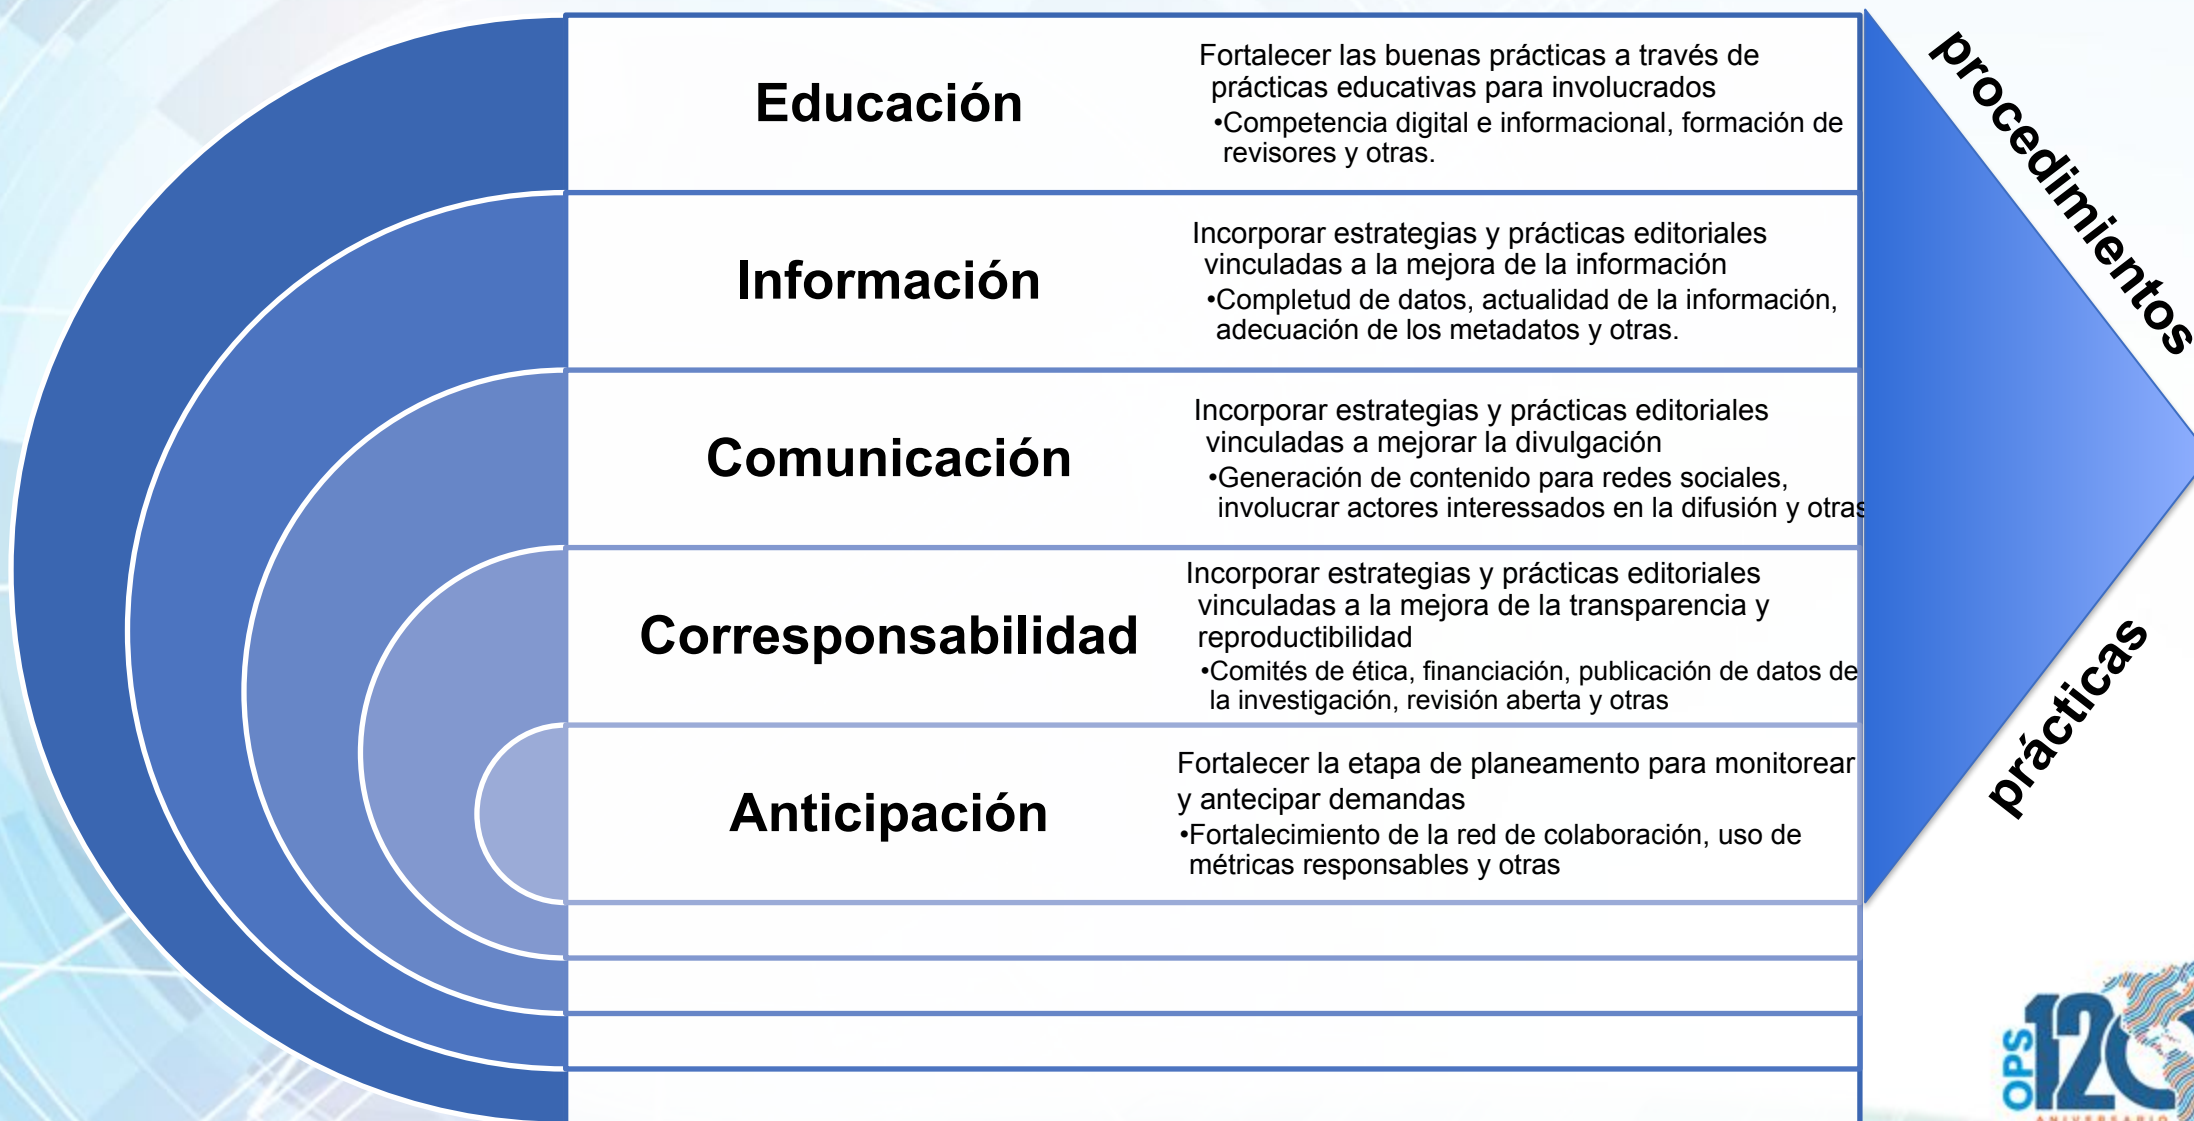 Educación
Fortalecer las buenas prácticas a través de
prácticas educativas para involucrados
•Competencia digital e informacional, formación de
revisores y otras.
Información
Incorporar estrategias y prácticas editoriales
vinculadas a la mejora de la información
•Completud de datos, actualidad de la información,
adecuación de los metadatos y otras.
Comunicación
Incorporar estrategias y prácticas editoriales
vinculadas a mejorar la divulgación
•Generación de contenido para redes sociales,
involucrar actores interessados en la difusión y otras
Corresponsabilidad
Incorporar estrategias y prácticas editoriales
vinculadas a la mejora de la transparencia y
reproductibilidad
•Comités de ética, financiación, publicación de datos de
la investigación, revisión aberta y otras
Anticipación
Fortalecer la etapa de planeamento para monitorear
y antecipar demandas
•Fortalecimiento de la red de colaboración, uso de
métricas responsables y otras
procedimientos
prácticas
OPS
120
ANIVERSARIO